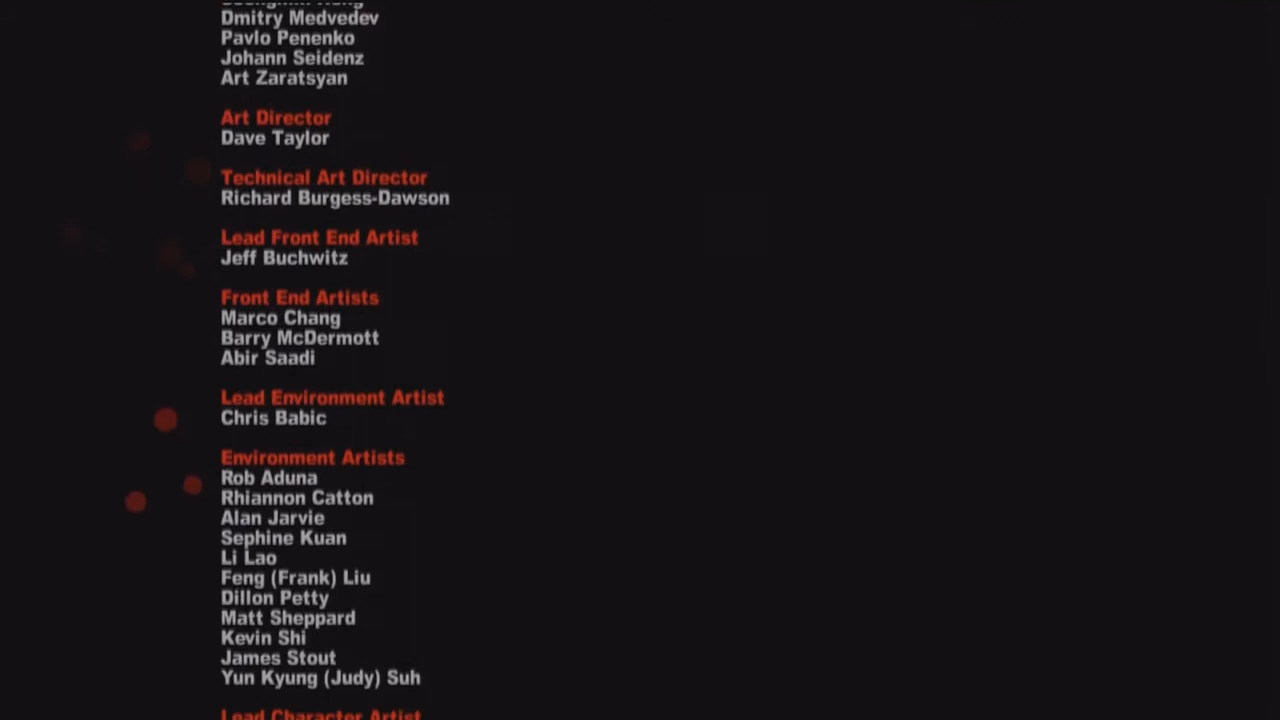 Dmitry Medvedev
Pavlo Penenko
Johann Seidenz
Art Zaratsyan
Art Director
Dave Taylor
Technical Art Director
Richard Burgess-Dawson
Lead Front End Artist
Jeff Buchwitz
Front End Artists
Marco Chang
Barry McDermott
Abir Saadi
Lead Environment Artist
Chris Babic
Environment Artists
Rob Aduna
Rhiannon Catton
Alan Jarvie
Sephine Kuan
Li Lao
Feng (Frank) Liu
Dillon Petty
Matt Sheppard
Kevin Shi
James Stout
Yun Kyung (Judy) Suh
Lead Character Artist